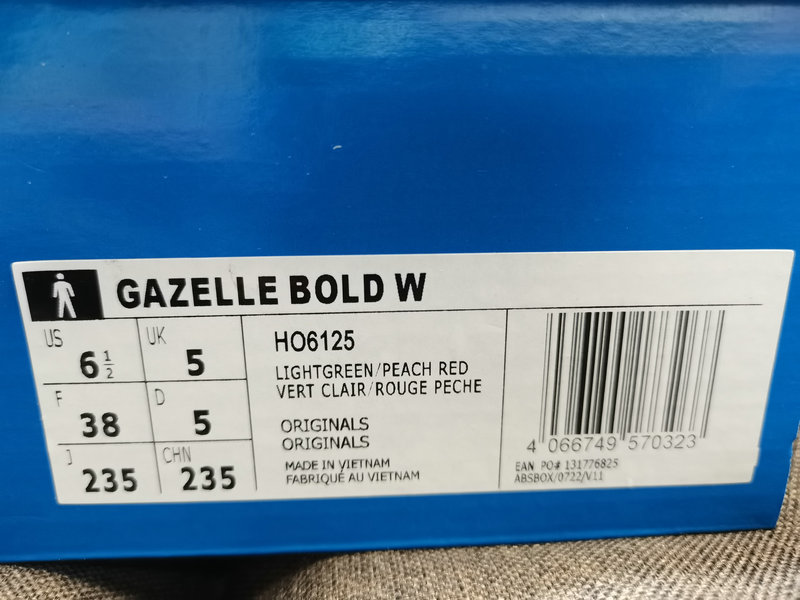 GAZELLE BOLD W
US 6 1/2 UK 5
F 38 D 5
J 235 CHN 235
HO6125
LIGHTGREEN/PEACH RED
VERT CLAIR/ROUGE PECHE
ORIGINALS
ORIGINALS
MADE IN VIETNAM
FABRIQUÉ AU VIETNAM
4 066749 570323
EAN PO# 131776825
ABSBOX/0722/V11